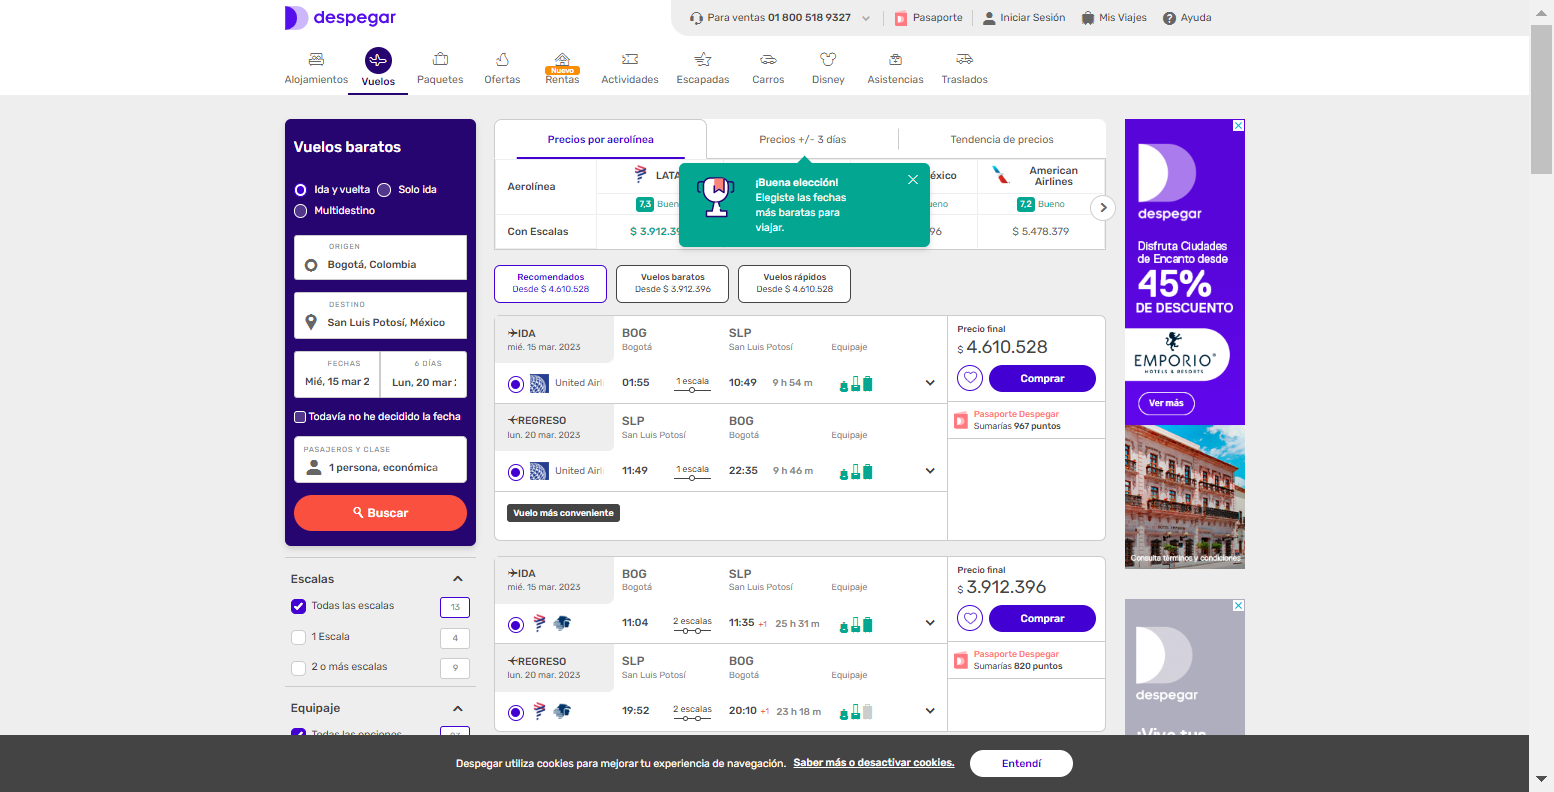 despegar
Para ventas 01 800 518 9327
Pasaporte
Iniciar Sesión
Mis Viajes
Ayuda
Alojamientos
Vuelos
Paquetes
Ofertas
Nuevo
Rentas
Actividades
Escapadas
Carros
Disney
Asistencias
Traslados
Vuelos baratos
Ida y vuelta
Solo ida
Multidestino
ORIGEN
Bogotá, Colombia
DESTINO
San Luis Potosí, México
FECHAS
6 DÍAS
Mié, 15 mar 2
Lun, 20 mar
Todavía no he decidido la fecha
PASAJEROS Y CLASE
1 persona, económica
Buscar
Escalas
Todas las escalas
13
1 Escala
4
2 o más escalas
9
Equipaje
Todas las opciones
Precios por aerolínea
Precios +/- 3 días
Tendencia de precios
Aerolínea
LATA
éxico
American
Airlines
7,3 Buen
ueno
7,2 Bueno
Con Escalas
$ 3.912.39
96
$ 5.478.379
¡Buena elección!
Elegiste las fechas
más baratas para
viajar.
Recomendados
Desde $ 4.610.528
Vuelos baratos
Desde $ 3.912.396
Vuelos rápidos
Desde $ 4.610.528
IDA
BOG
SLP
mié. 15 mar. 2023
Bogotá
San Luis Potosí
Equipaje
United Airl
01:55
1 escala
10:49
9 h 54 m
REGRESO
SLP
BOG
lun. 20 mar. 2023
San Luis Potosí
Bogotá
Equipaje
United Airl
11:49
1 escala
22:35
9 h 46 m
Vuelo más conveniente
Precio final
$ 4.610.528
Comprar
Pasaporte Despegar
Sumarías 967 puntos
IDA
BOG
SLP
mié. 15 mar. 2023
Bogotá
San Luis Potosí
Equipaje
11:04
2 escalas
11:35 +1
25 h 31 m
REGRESO
SLP
BOG
lun. 20 mar. 2023
San Luis Potosí
Bogotá
Equipaje
19:52
2 escalas
20:10 +1
23 h 18 m
Precio final
$ 3.912.396
Comprar
Pasaporte Despegar
Sumarías 820 puntos
despegar
Disfruta Ciudades
de Encanto desde
45%
DE DESCUENTO
EMPORIO®
HOTELS & RESORTS
Ver más
Consulte términos y condiciones
despegar
¡Vive tus
Despegar utiliza cookies para mejorar tu experiencia de navegación. Saber más o desactivar cookies.
Entendí